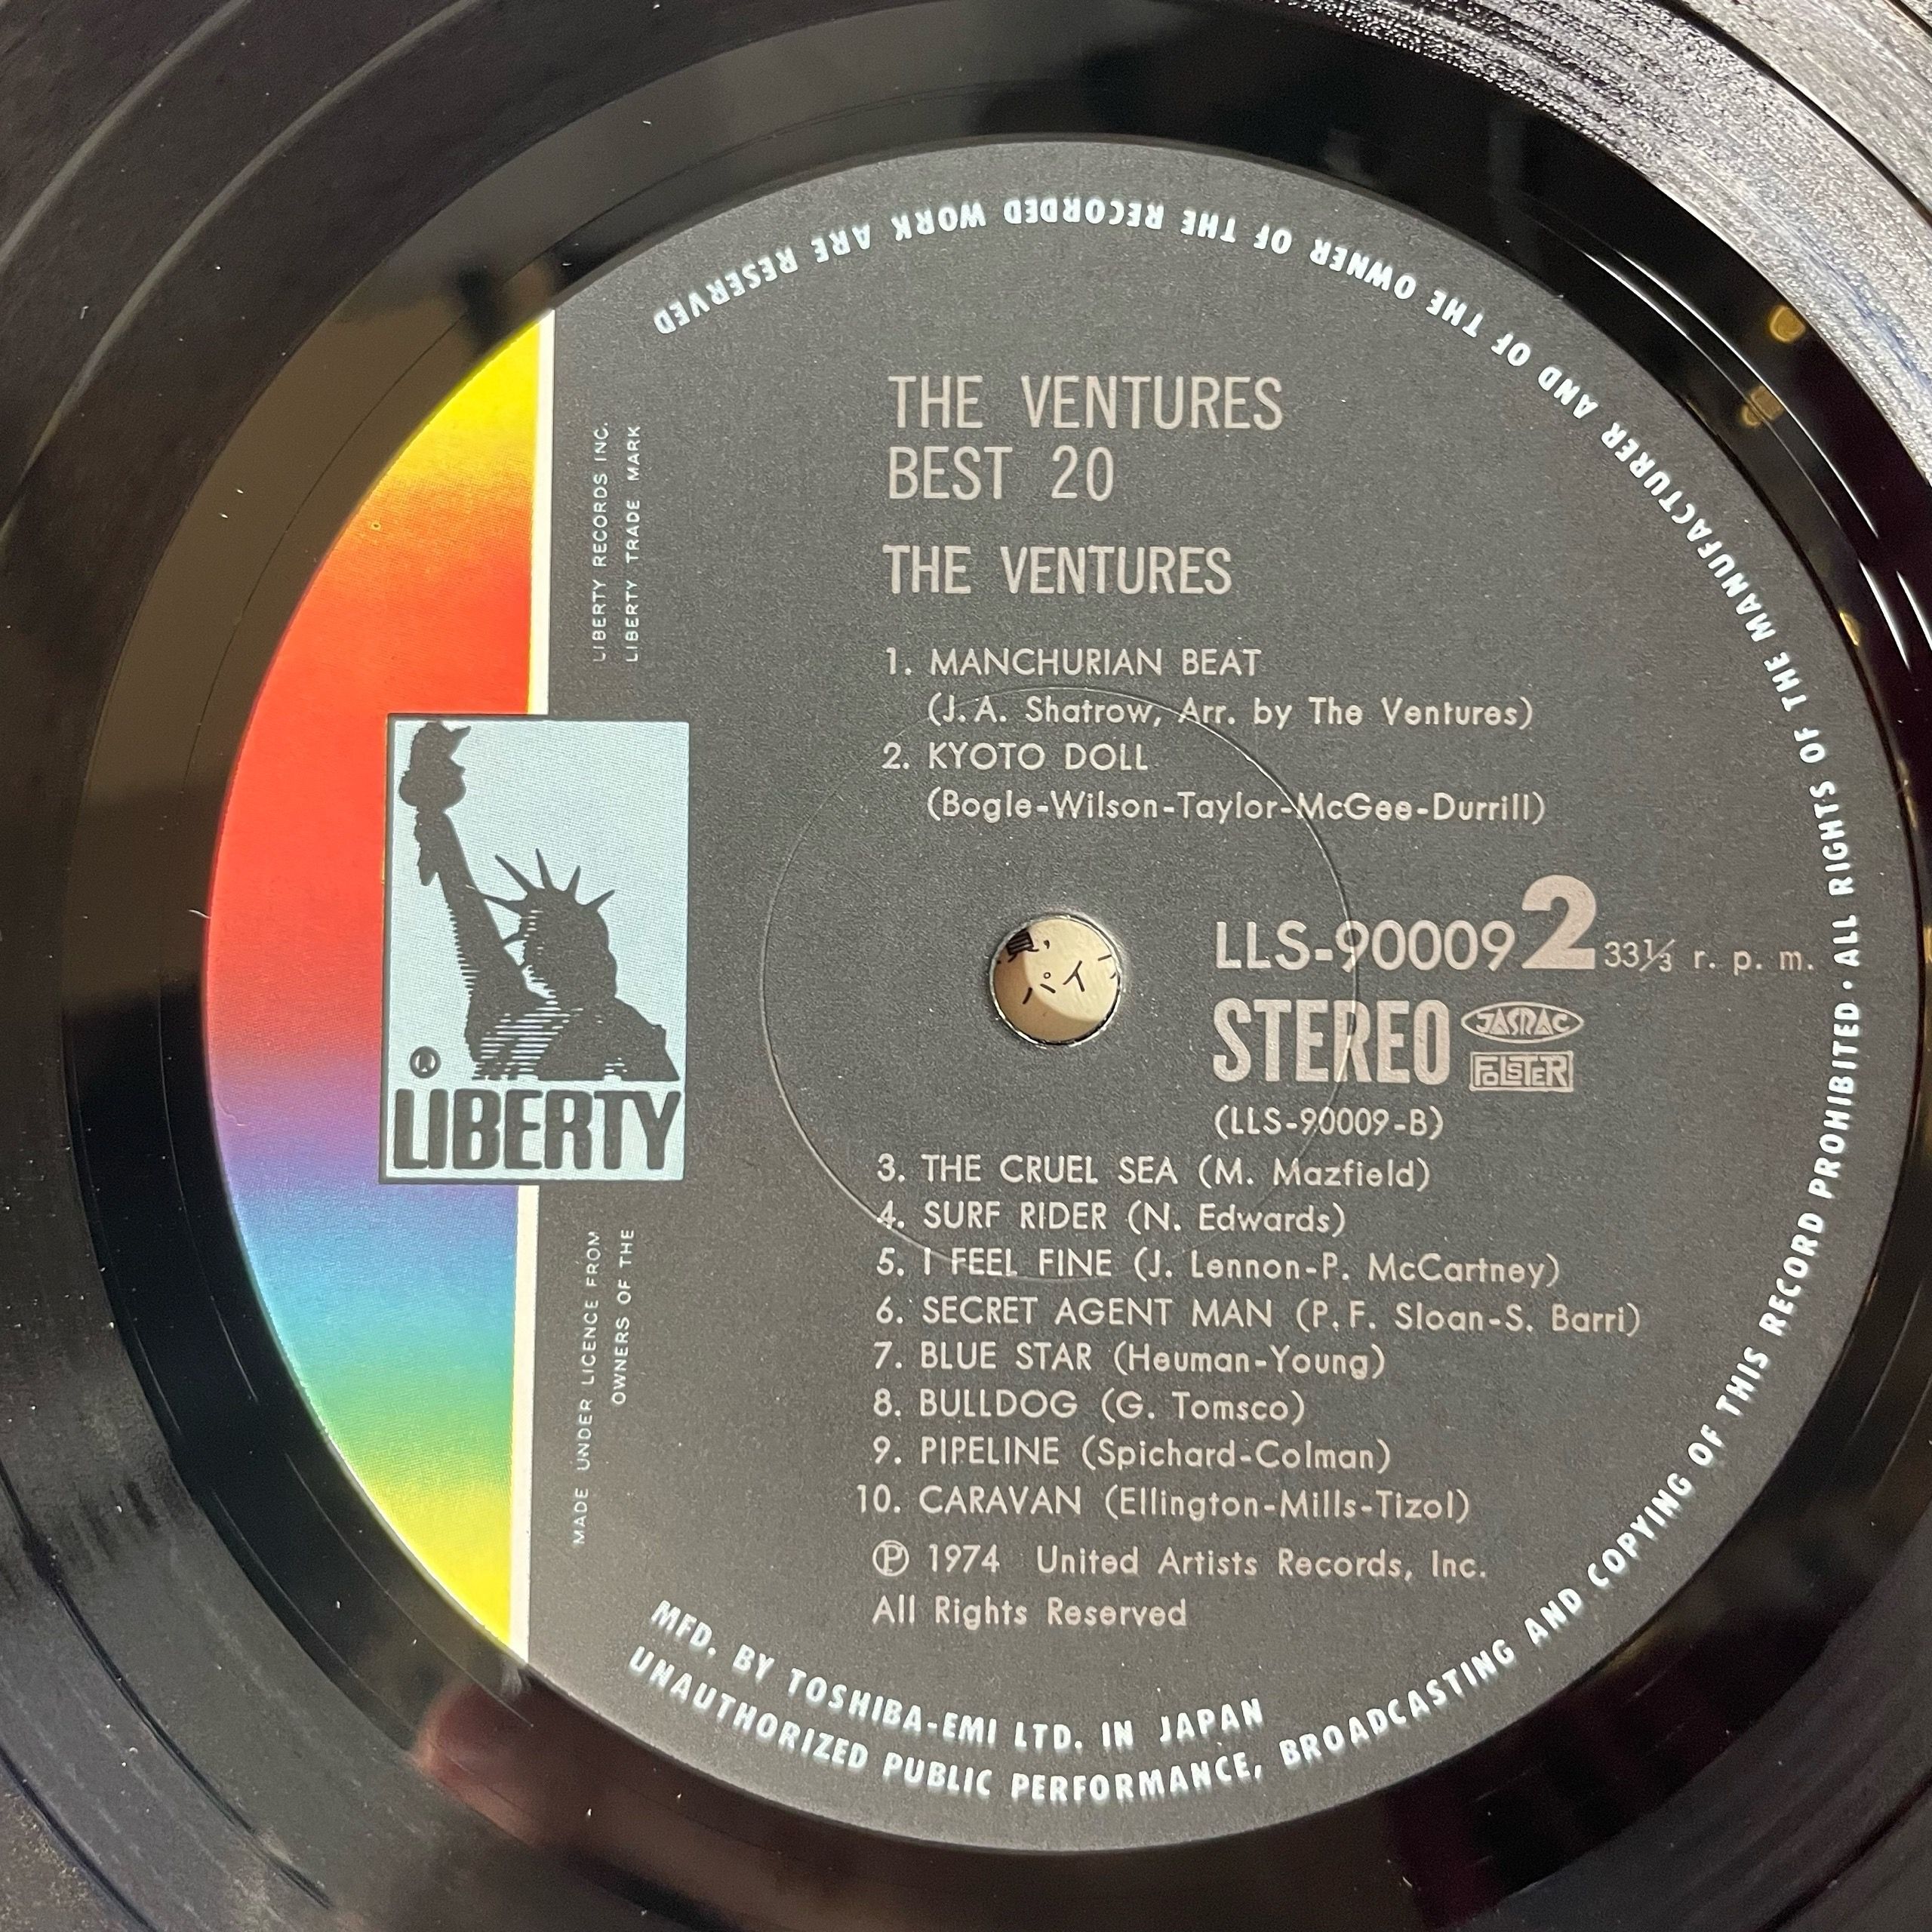 THE VENTURES
BEST 20
THE VENTURES
1. MANCHURIAN BEAT
(J. A. Shatrow, Arr. by The Ventures)
2. KYOTO DOLL
(Bogle-Wilson-Taylor-McGee-Durrill)
LLS-90009 2 33⅓ r. p. m.
STEREO JASRAC
FOLSTER
(LLS-90009-B)
3. THE CRUEL SEA (M. Mazfield)
4. SURF RIDER (N. Edwards)
5. I FEEL FINE (J. Lennon-P. McCartney)
6. SECRET AGENT MAN (P. F. Sloan-S. Barri)
7. BLUE STAR (Heuman-Young)
8. BULLDOG (G. Tomsco)
9. PIPELINE (Spichard-Colman)
10. CARAVAN (Ellington-Mills-Tizol)
Ⓟ 1974 United Artists Records, Inc.
All Rights Reserved
LIBERTY RECORDS INC.
LIBERTY TRADE MARK
®
LIBERTY
MADE UNDER LICENCE FROM
OWNERS OF THE
MFD. BY TOSHIBA-EMI LTD. IN JAPAN
UNAUTHORIZED PUBLIC PERFORMANCE, BROADCASTING AND COPYING OF THIS RECORD PROHIBITED · ALL RIGHTS OF THE MANUFACTURER AND OF THE OWNER OF THE RECORDED WORK ARE RESERVED
パイ